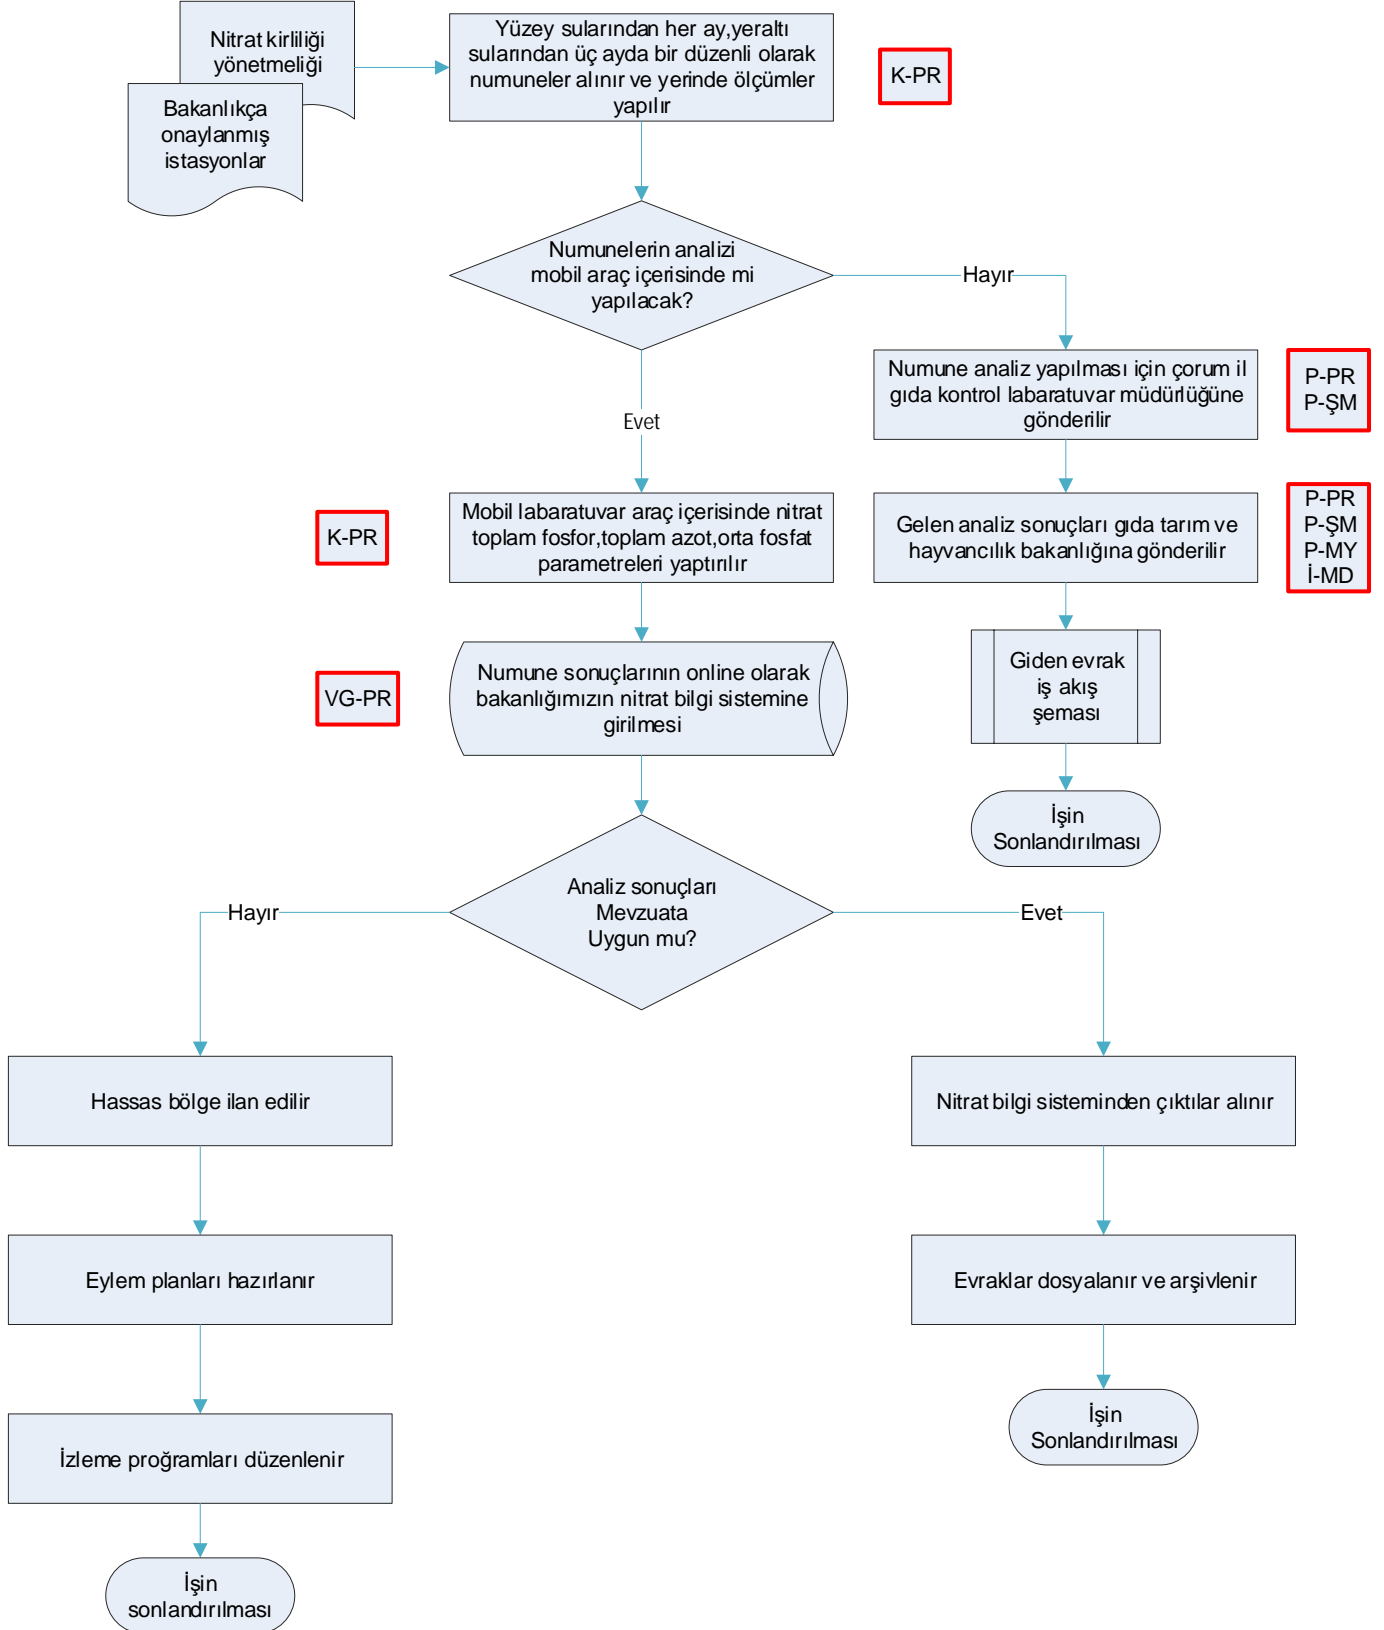 Nitrat kirliliği
yönetmeliği
Bakanlıkça
onaylanmış
istasyonlar
Yüzey sularından her ay,yeraltı
sularından üç ayda bir düzenli olarak
numuneler alınır ve yerinde ölçümler
yapılır
K-PR
Numunelerin analizi
mobil araç içerisinde mi
yapılacak?
Hayır
Evet
Numune analiz yapılması için çorum il
gıda kontrol labaratuvar müdürlüğüne
gönderilir
P-PR
P-ŞM
Gelen analiz sonuçları gıda tarım ve
hayvancılık bakanlığına gönderilir
P-PR
P-ŞM
P-MY
İ-MD
K-PR
Mobil labaratuvar araç içerisinde nitrat
toplam fosfor,toplam azot,orta fosfat
parametreleri yaptırılır
Giden evrak
iş akış
şeması
VG-PR
Numune sonuçlarının online olarak
bakanlığımızın nitrat bilgi sistemine
girilmesi
İşin
Sonlandırılması
Analiz sonuçları
Mevzuata
Uygun mu?
Hayır
Evet
Hassas bölge ilan edilir
Nitrat bilgi sisteminden çıktılar alınır
Eylem planları hazırlanır
Evraklar dosyalanır ve arşivlenir
İzleme proğramları düzenlenir
İşin
Sonlandırılması
İşin
sonlandırılması